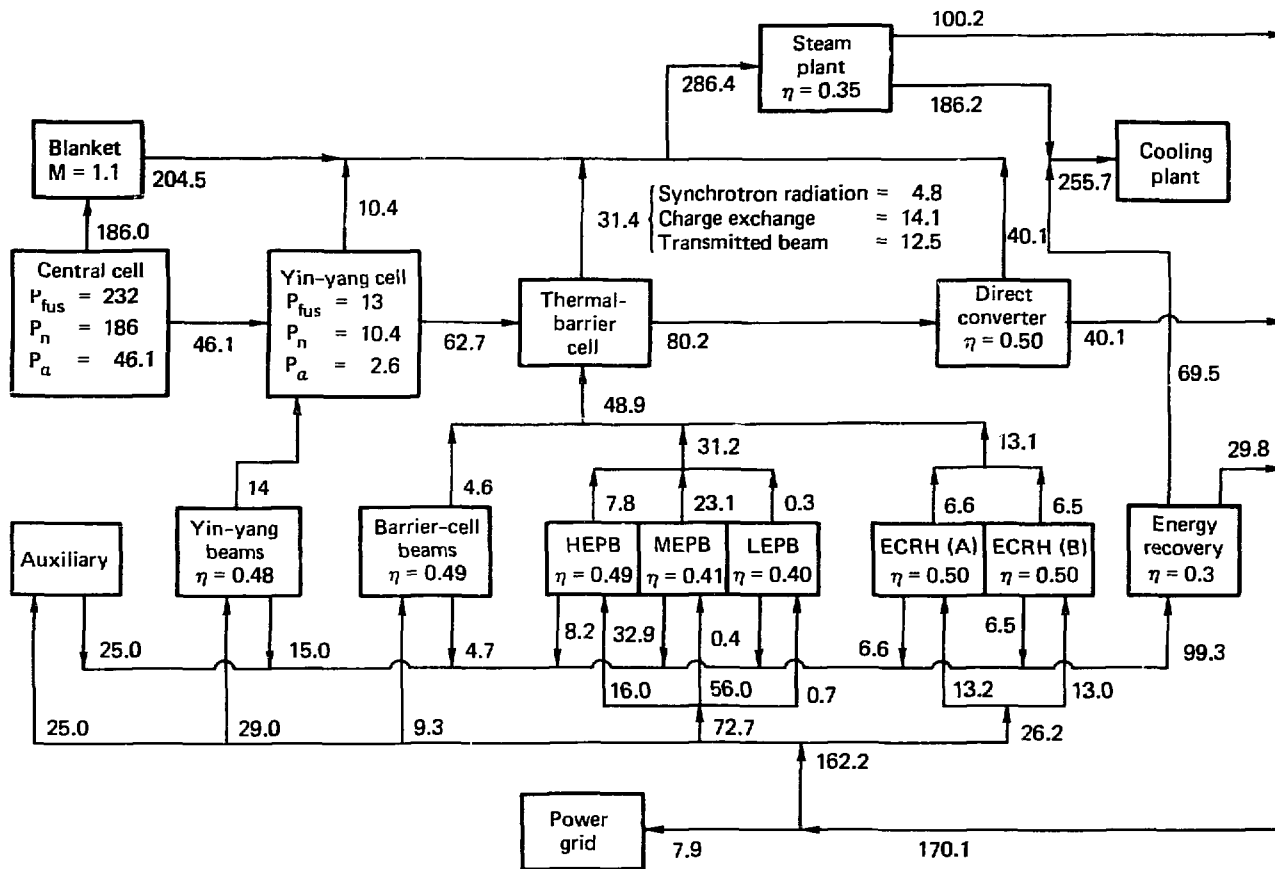 100.2
Steam
plant
η = 0.35
286.4
186.2
Blanket
M = 1.1
204.5
Cooling
plant
255.7
10.4
31.4
Synchrotron radiation = 4.8
Charge exchange = 14.1
Transmitted beam = 12.5
40.1
186.0
Central cell
P_fus = 232
P_n = 186
P_α = 46.1
46.1
Yin-yang cell
P_fus = 13
P_n = 10.4
P_α = 2.6
62.7
Thermal-
barrier
cell
80.2
Direct
converter
η = 0.50
40.1
69.5
48.9
31.2
13.1
29.8
14
4.6
7.8
23.1
0.3
6.6
6.5
Auxiliary
Yin-yang
beams
η = 0.48
Barrier-cell
beams
η = 0.49
HEPB
η = 0.49
MEPB
η = 0.41
LEPB
η = 0.40
ECRH (A)
η = 0.50
ECRH (B)
η = 0.50
Energy
recovery
η = 0.3
25.0
15.0
4.7
8.2
32.9
0.4
6.6
6.5
99.3
16.0
56.0
0.7
13.2
13.0
25.0
29.0
9.3
72.7
26.2
162.2
Power
grid
7.9
170.1